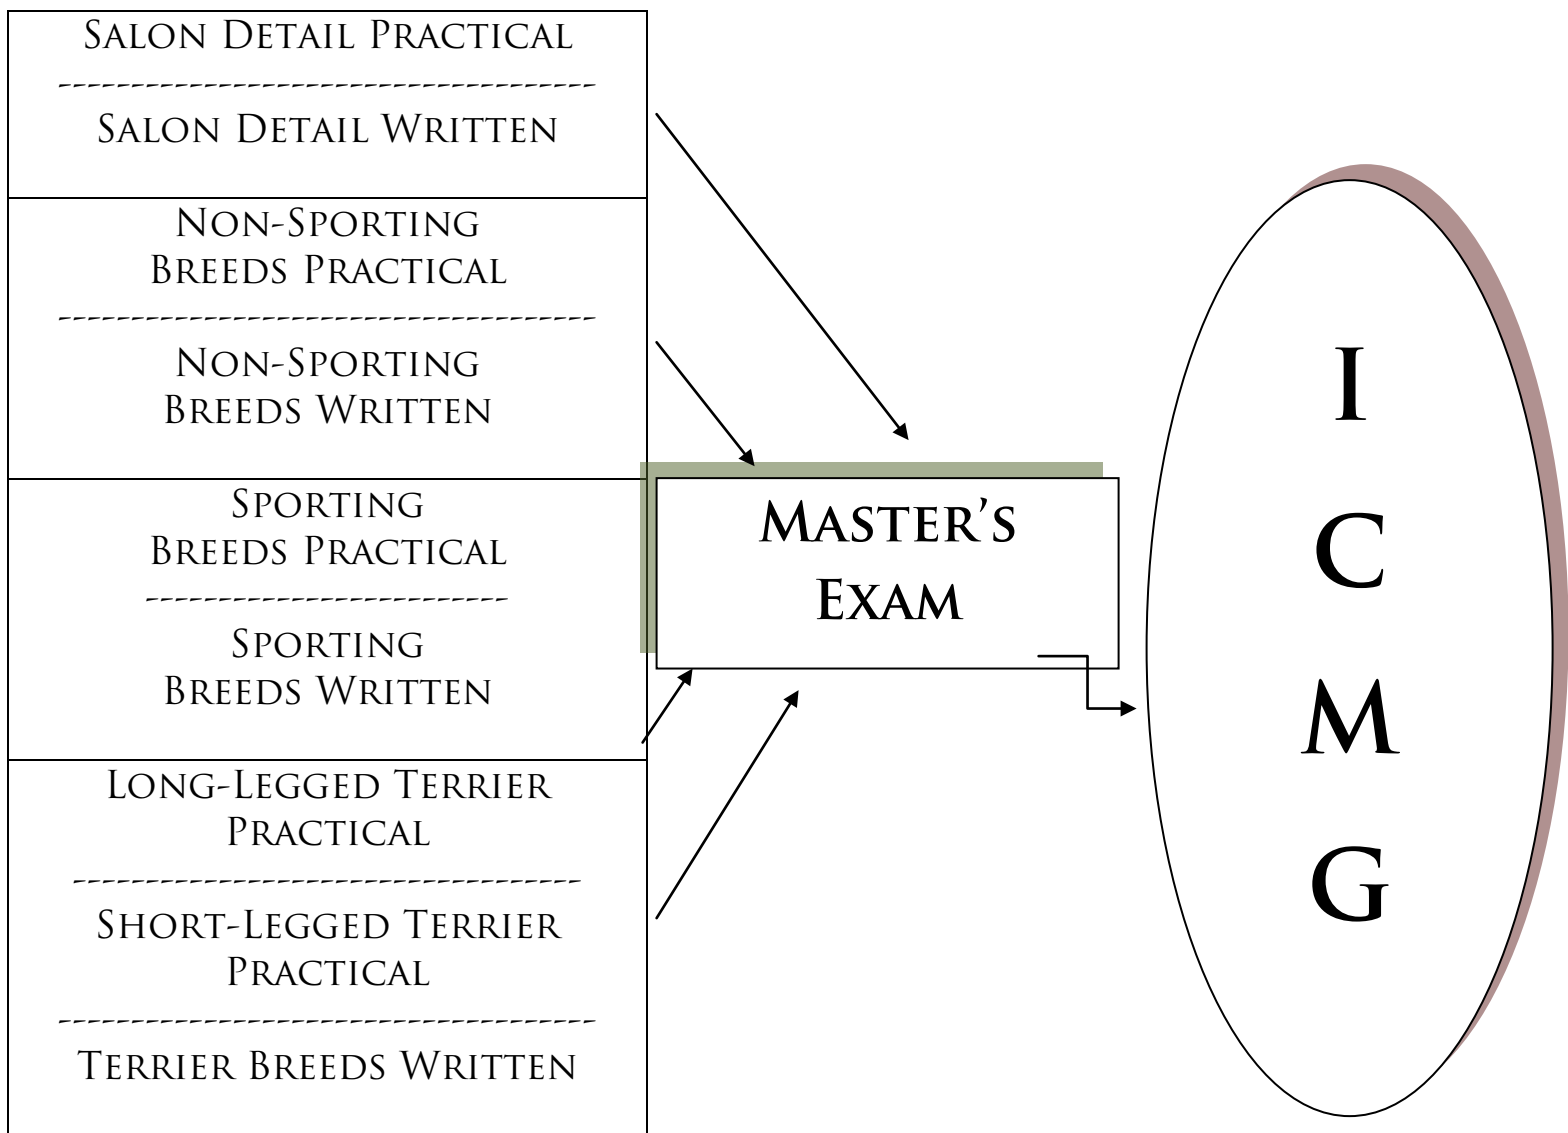 Salon Detail Practical
------------------------------------
Salon Detail Written
Non-Sporting
Breeds Practical
------------------------------------
Non-Sporting
Breeds Written
Sporting
Breeds Practical
------------------------
Sporting
Breeds Written
Long-Legged Terrier
Practical
----------------------------------
Short-Legged Terrier
Practical
------------------------------------
Terrier Breeds Written
Master's
Exam
I
C
M
G